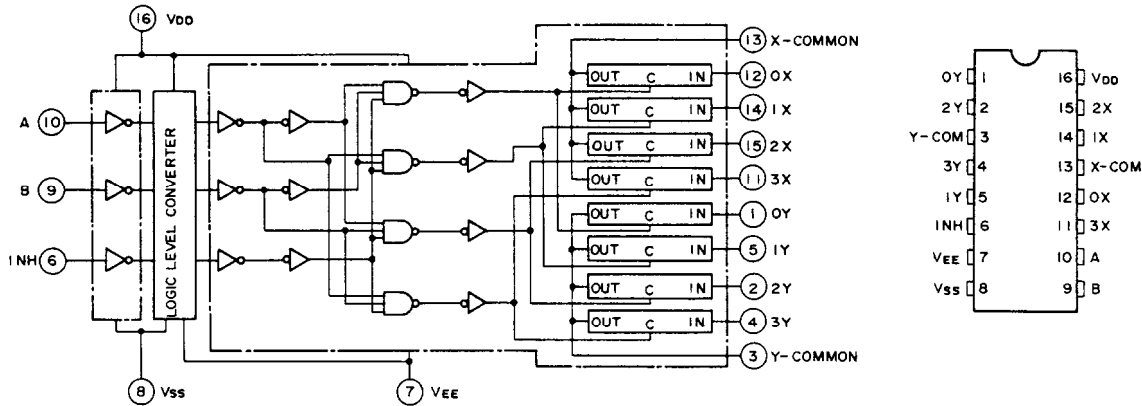 16 VDD
A 10
B 9
INH 6
LOGIC LEVEL CONVERTER
8 VSS
7 VEE
13 X-COMMON
OUT C IN 12 0X
OUT C IN 14 1X
OUT C IN 15 2X
OUT C IN 11 3X
OUT C IN 1 0Y
OUT C IN 5 1Y
OUT C IN 2 2Y
OUT C IN 4 3Y
3 Y-COMMON
0Y 1 16 VDD
2Y 2 15 2X
Y-COM 3 14 1X
3Y 4 13 X-COM
1Y 5 12 0X
INH 6 11 3X
VEE 7 10 A
VSS 8 9 B